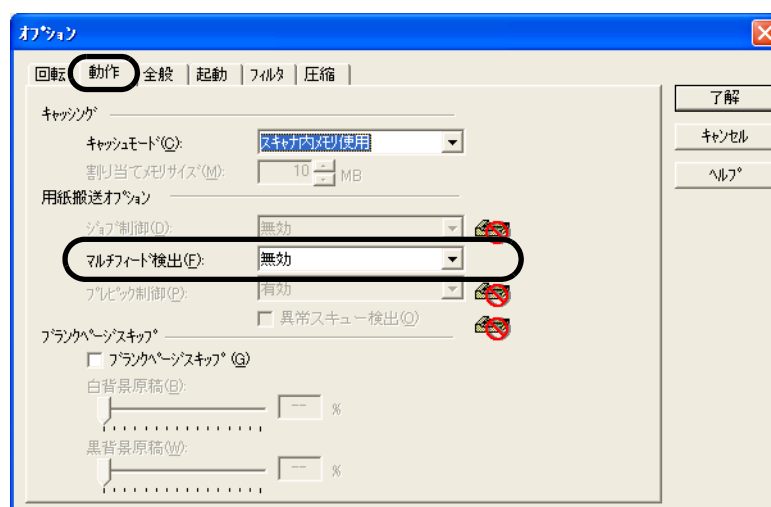 オプション
回転 動作 全般 起動 フィルタ 圧縮
了解
キャンセル
ヘルプ
キャッシング
キャッシュモード(C): スキャナ内メモリ使用
割り当てメモリサイズ(M): 10 MB
用紙搬送オプション
ジョブ制御(D): 無効
マルチフィード検出(F): 無効
プレピック制御(P): 有効
異常スキュー検出(O)
ブランクページスキップ
ブランクページスキップ(G)
白背景原稿(B):
-- %
黒背景原稿(W):
-- %